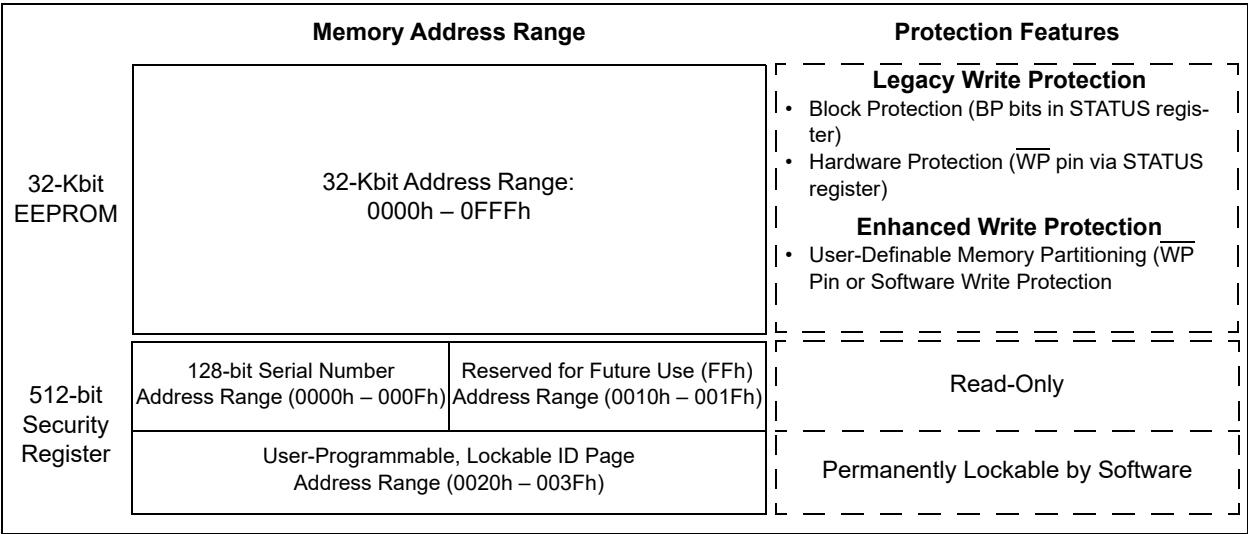 Memory Address Range
Protection Features
32-Kbit
EEPROM
32-Kbit Address Range:
0000h – 0FFFh
Legacy Write Protection
• Block Protection (BP bits in STATUS regis-
ter)
• Hardware Protection (W̅P̅ pin via STATUS
register)
Enhanced Write Protection
• User-Definable Memory Partitioning (W̅P̅
Pin or Software Write Protection
512-bit
Security
Register
128-bit Serial Number
Address Range (0000h – 000Fh)
Reserved for Future Use (FFh)
Address Range (0010h – 001Fh)
Read-Only
User-Programmable, Lockable ID Page
Address Range (0020h – 003Fh)
Permanently Lockable by Software